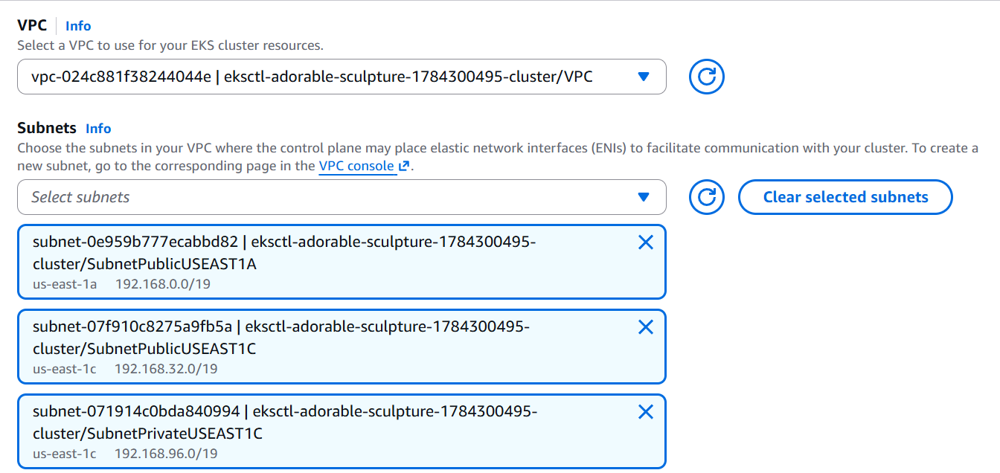 VPC Info
Select a VPC to use for your EKS cluster resources.
vpc-024c881f38244044e | eksctl-adorable-sculpture-1784300495-cluster/VPC
Subnets Info
Choose the subnets in your VPC where the control plane may place elastic network interfaces (ENIs) to facilitate communication with your cluster. To create a
new subnet, go to the corresponding page in the VPC console.
Select subnets
Clear selected subnets
subnet-0e959b777ecabbd82 | eksctl-adorable-sculpture-1784300495-
cluster/SubnetPublicUSEAST1A
us-east-1a 192.168.0.0/19
subnet-07f910c8275a9fb5a | eksctl-adorable-sculpture-1784300495-
cluster/SubnetPublicUSEAST1C
us-east-1c 192.168.32.0/19
subnet-071914c0bda840994 | eksctl-adorable-sculpture-1784300495-
cluster/SubnetPrivateUSEAST1C
us-east-1c 192.168.96.0/19